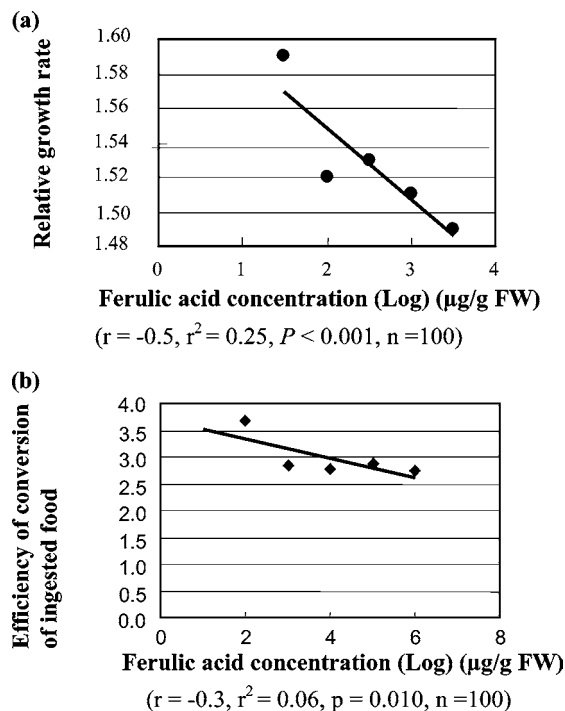 (a)
Relative growth rate
1.60
1.58
1.56
1.54
1.52
1.50
1.48
0 1 2 3 4
Ferulic acid concentration (Log) (µg/g FW)
(r = -0.5, r² = 0.25, P < 0.001, n =100)
(b)
Efficiency of conversion
of ingested food
4.0
3.5
3.0
2.5
2.0
1.5
1.0
0.5
0.0
0 2 4 6 8
Ferulic acid concentration (Log) (µg/g FW)
(r = -0.3, r² = 0.06, p = 0.010, n =100)